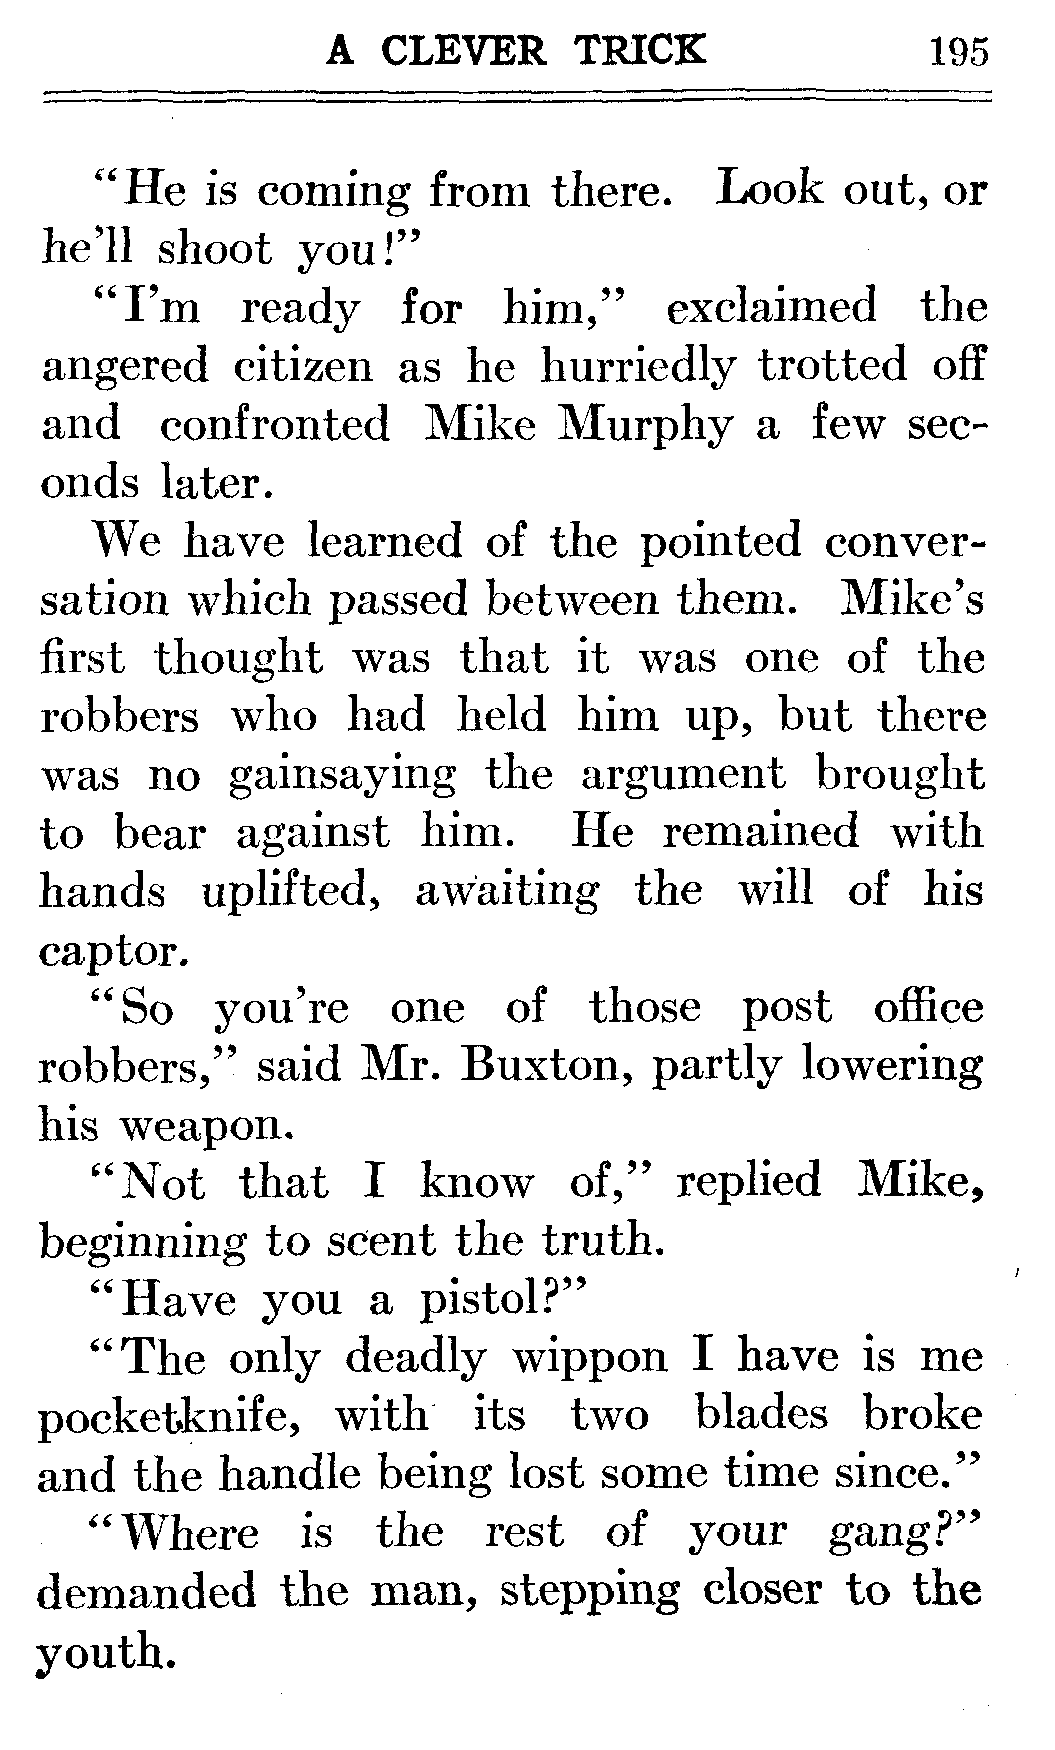 A CLEVER TRICK 195
"He is coming from there. Look out, or
he'll shoot you!"
"I'm ready for him," exclaimed the
angered citizen as he hurriedly trotted off
and confronted Mike Murphy a few sec-
onds later.
We have learned of the pointed conver-
sation which passed between them. Mike's
first thought was that it was one of the
robbers who had held him up, but there
was no gainsaying the argument brought
to bear against him. He remained with
hands uplifted, awaiting the will of his
captor.
"So you're one of those post office
robbers," said Mr. Buxton, partly lowering
his weapon.
"Not that I know of," replied Mike,
beginning to scent the truth.
"Have you a pistol?"
"The only deadly wippon I have is me
pocketknife, with its two blades broke
and the handle being lost some time since."
"Where is the rest of your gang?"
demanded the man, stepping closer to the
youth.